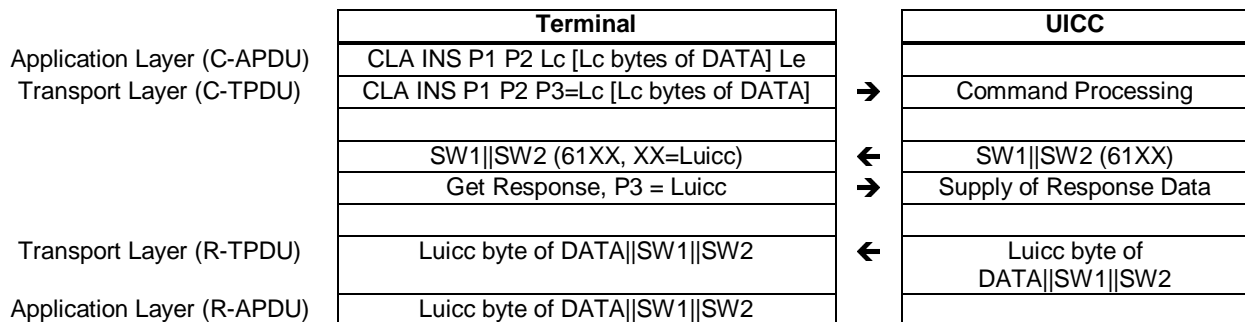 Terminal UICC
Application Layer (C-APDU) CLA INS P1 P2 Lc [Lc bytes of DATA] Le
Transport Layer (C-TPDU) CLA INS P1 P2 P3=Lc [Lc bytes of DATA] → Command Processing
SW1||SW2 (61XX, XX=Luicc) ← SW1||SW2 (61XX)
Get Response, P3 = Luicc → Supply of Response Data
Transport Layer (R-TPDU) Luicc byte of DATA||SW1||SW2 ← Luicc byte of
DATA||SW1||SW2
Application Layer (R-APDU) Luicc byte of DATA||SW1||SW2